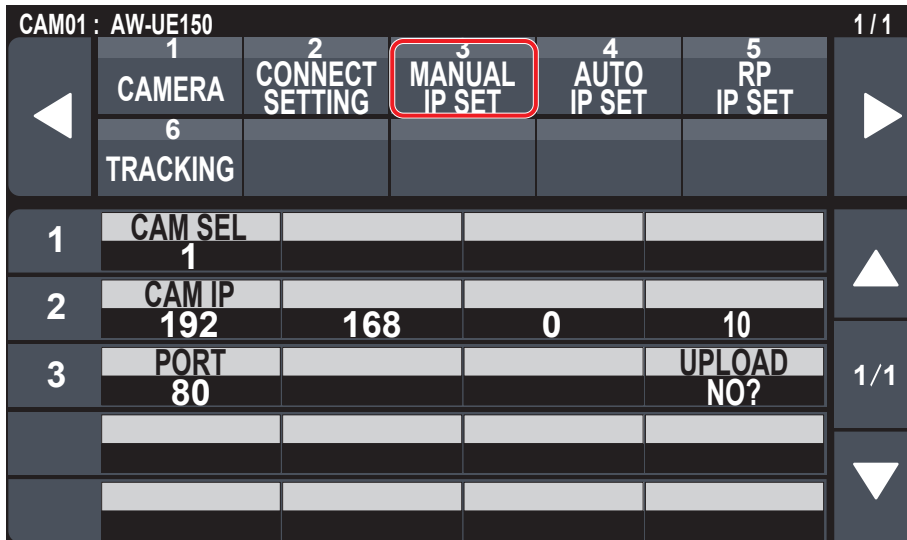 CAM01 : AW-UE150 1 / 1
1 2 3 4 5
CAMERA CONNECT SETTING MANUAL IP SET AUTO IP SET RP IP SET
6
TRACKING
1 CAM SEL
1
2 CAM IP
192 168 0 10
3 PORT UPLOAD
80 NO?
1/1